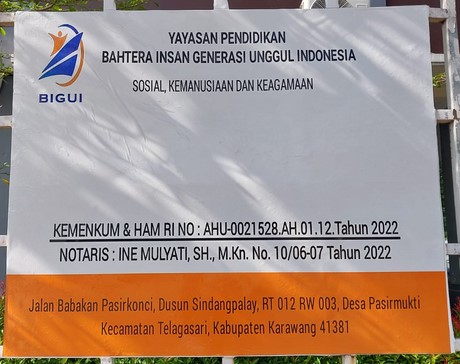 YAYASAN PENDIDIKAN
BAHTERA INSAN GENERASI UNGGUL INDONESIA
SOSIAL, KEMANUSIAAN DAN KEAGAMAAN
BIGUI
KEMENKUM & HAM RI NO : AHU-0021528.AH.01.12.Tahun 2022
NOTARIS : INE MULYATI, SH., M.Kn. No. 10/06-07 Tahun 2022
Jalan Babakan Pasirkonci, Dusun Sindangpalay, RT 012 RW 003, Desa Pasirmukti
Kecamatan Telagasari, Kabupaten Karawang 41381